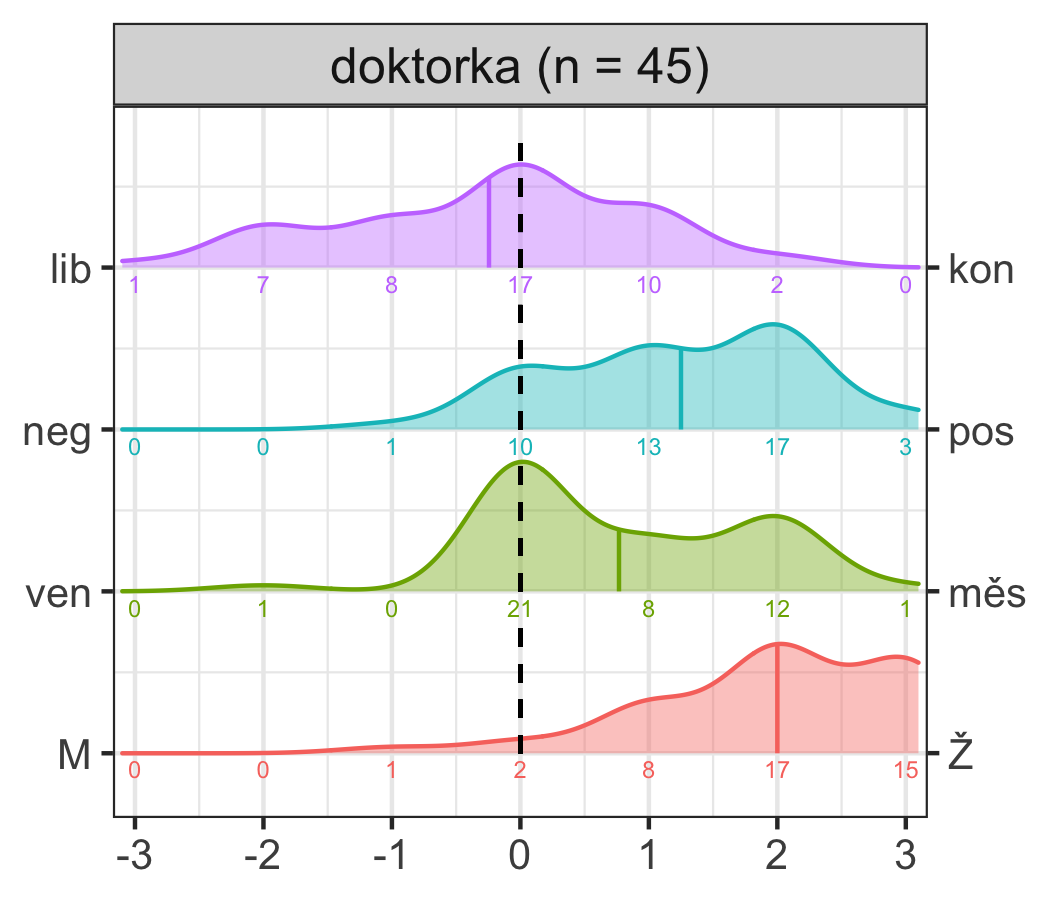 doktorka (n = 45)
lib kon
1 7 8 17 10 2 0
neg pos
0 0 1 10 13 17 3
ven měs
0 1 0 21 8 12 1
M Ž
0 0 1 2 8 17 15
-3 -2 -1 0 1 2 3